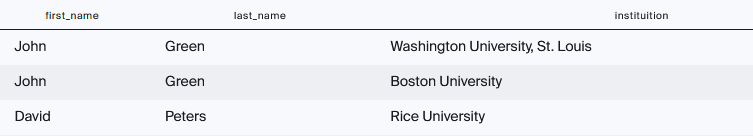 first_name last_name instituition
John Green Washington University, St. Louis
John Green Boston University
David Peters Rice University